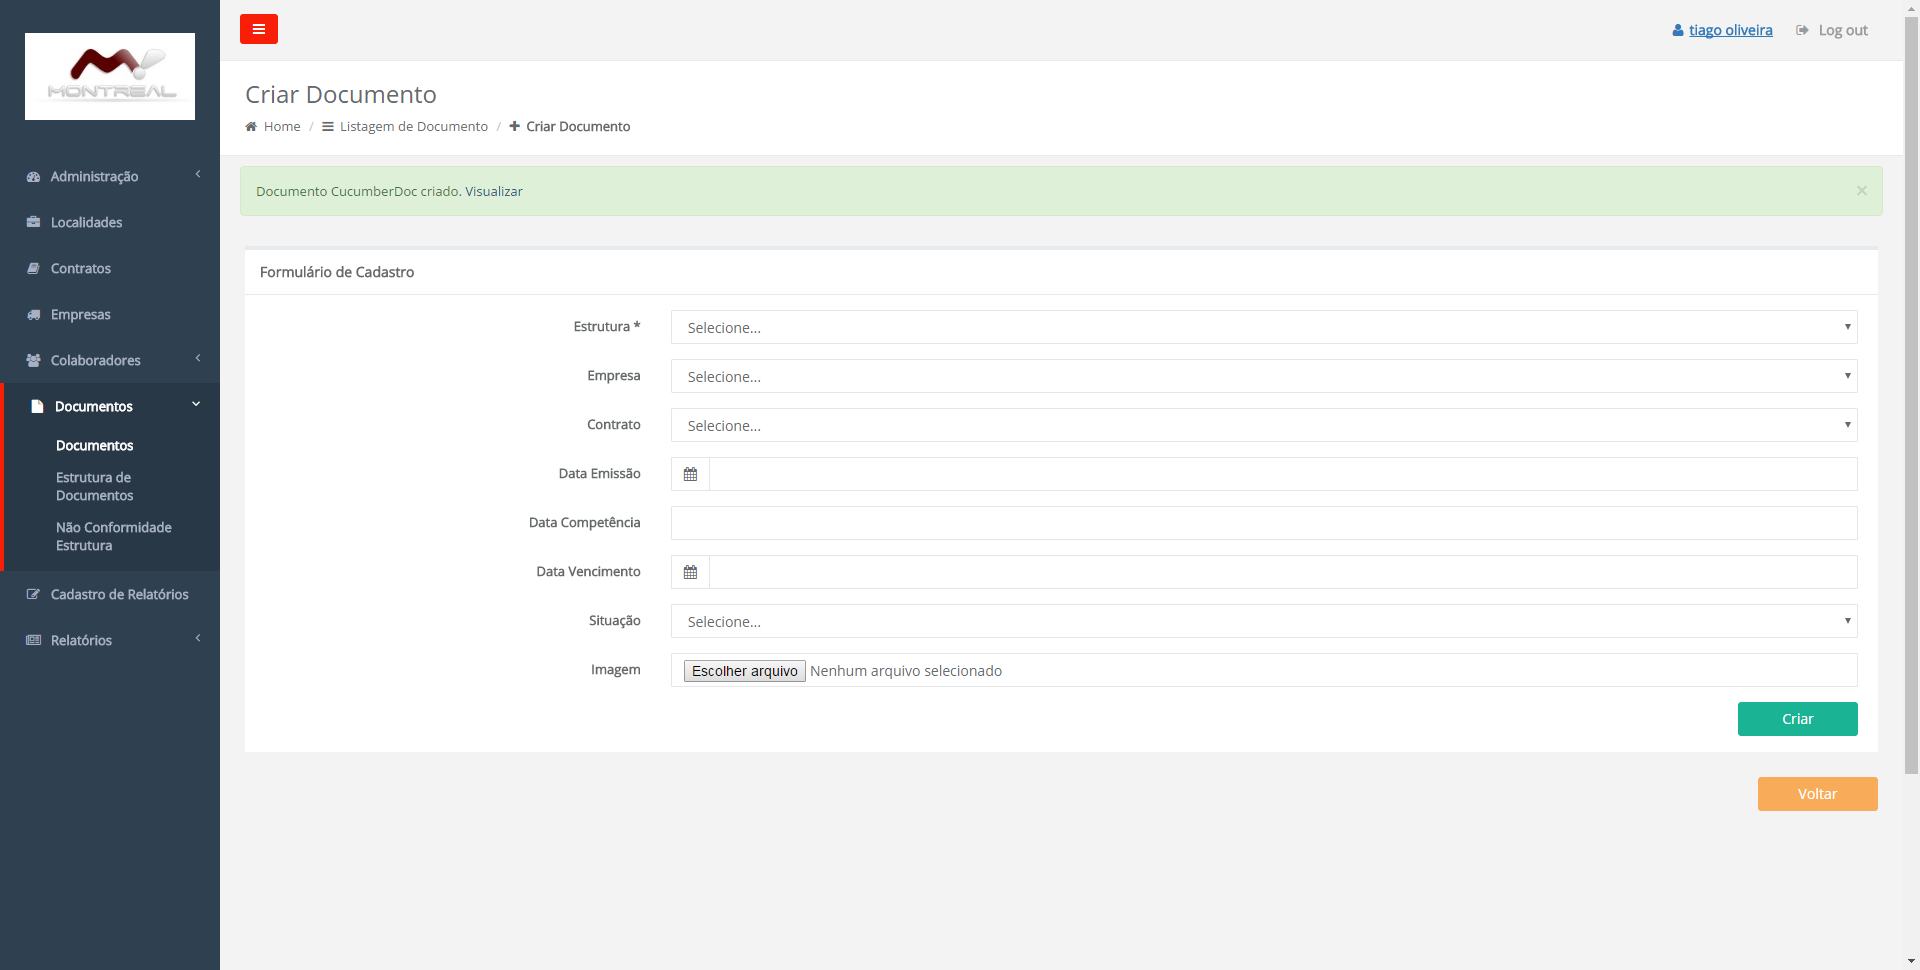 MONTREAL
tiago oliveira
Log out
Criar Documento
Home / Listagem de Documento / Criar Documento
Documento CucumberDoc criado. Visualizar
×
Administração
Localidades
Contratos
Empresas
Colaboradores
Documentos
Documentos
Estrutura de
Documentos
Não Conformidade
Estrutura
Cadastro de Relatórios
Relatórios
Formulário de Cadastro
Estrutura *
Selecione...
Empresa
Selecione...
Contrato
Selecione...
Data Emissão
Data Competência
Data Vencimento
Situação
Selecione...
Imagem
Escolher arquivo Nenhum arquivo selecionado
Criar
Voltar